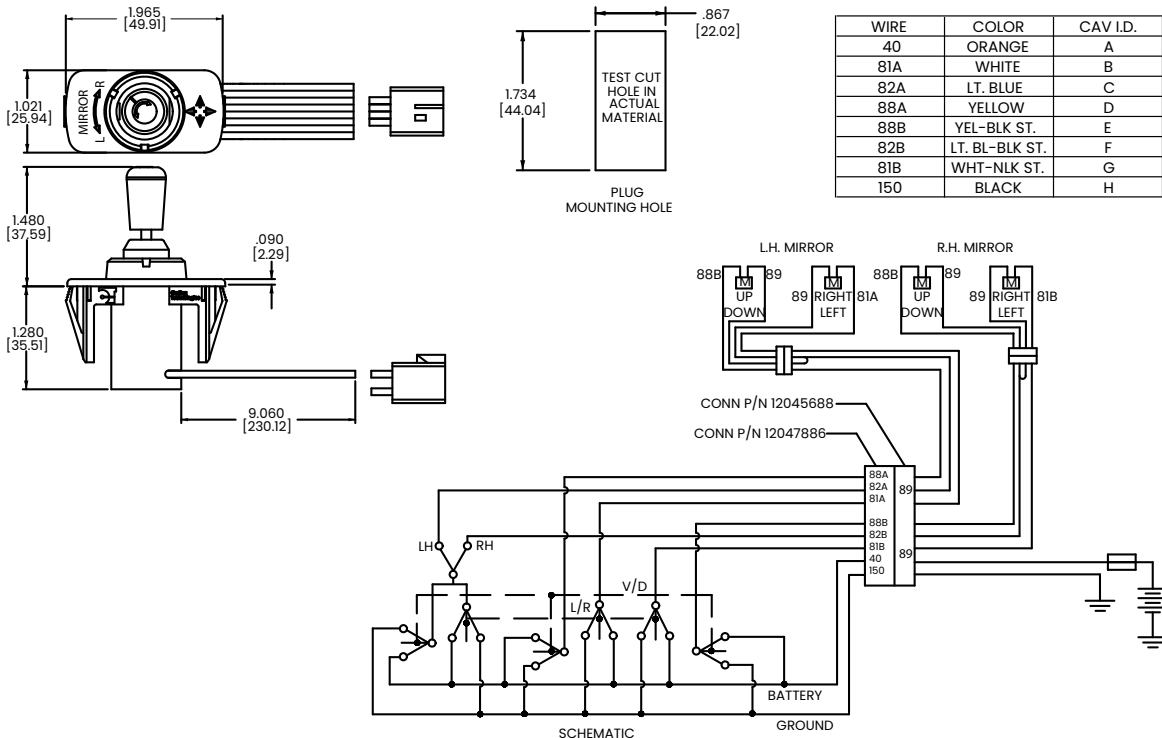 1.965
[49.91]
1.021
[25.94]
MIRROR
L
R
1.480
[37.59]
.090
[2.29]
1.280
[35.51]
9.060
[230.12]
.867
[22.02]
1.734
[44.04]
TEST CUT
HOLE IN
ACTUAL
MATERIAL
PLUG
MOUNTING HOLE
WIRE COLOR CAV I.D.
40 ORANGE A
81A WHITE B
82A LT. BLUE C
88A YELLOW D
88B YEL-BLK ST. E
82B LT. BL-BLK ST. F
81B WHT-NLK ST. G
150 BLACK H
L.H. MIRROR R.H. MIRROR
88B M 89 M 88B M 89 M
UP 89 RIGHT 81A UP 89 RIGHT 81B
DOWN LEFT DOWN LEFT
CONN P/N 12045688
CONN P/N 12047886
88A
82A 89
81A
88B
82B
81B
40 89
150
LH RH
V/D
L/R
BATTERY
GROUND
SCHEMATIC